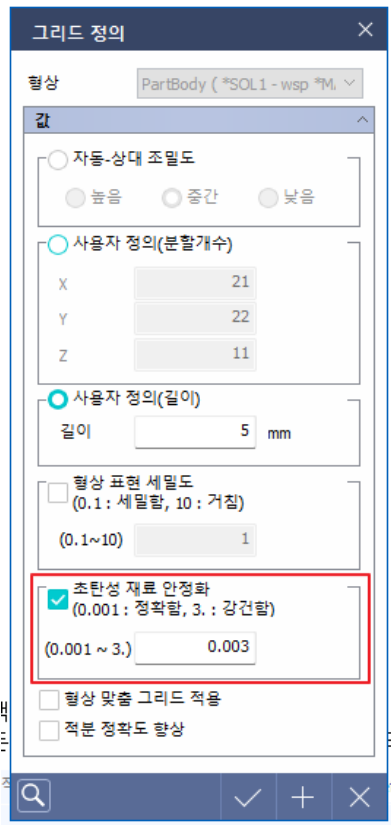 그리드 정의
형상 PartBody ( *SOL1 - wsp *M.
값
자동-상대 조밀도
높음 중간 낮음
사용자 정의(분할개수)
X 21
Y 22
Z 11
사용자 정의(길이)
길이 5 mm
형상 표현 세밀도
(0.1 : 세밀함, 10 : 거침)
(0.1~10) 1
초탄성 재료 안정화
(0.001 : 정확함, 3. : 강건함)
(0.001 ~ 3.) 0.003
형상 맞춤 그리드 적용
적분 정확도 향상